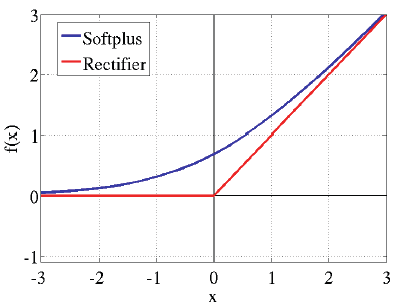 3
Softplus
Rectifier
2
f(x)
1
0
-1
-3 -2 -1 0 1 2 3
x